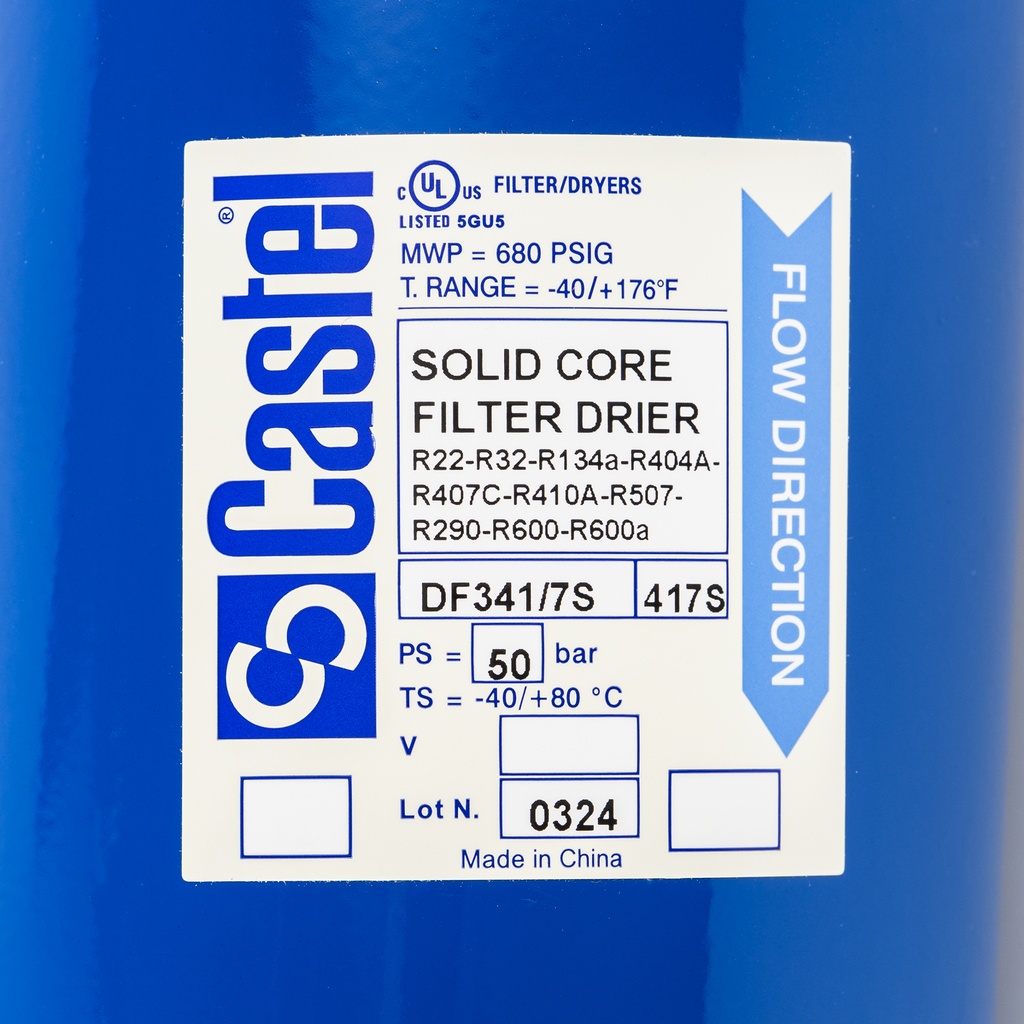 Castel®
C UL US FILTER/DRYERS
LISTED 5GU5
MWP = 680 PSIG
T. RANGE = -40/+176°F
SOLID CORE
FILTER DRIER
R22-R32-R134a-R404A-
R407C-R410A-R507-
R290-R600-R600a
DF341/7S 417S
PS = 50 bar
TS = -40/+80 °C
V
Lot N. 0324
Made in China
FLOW DIRECTION